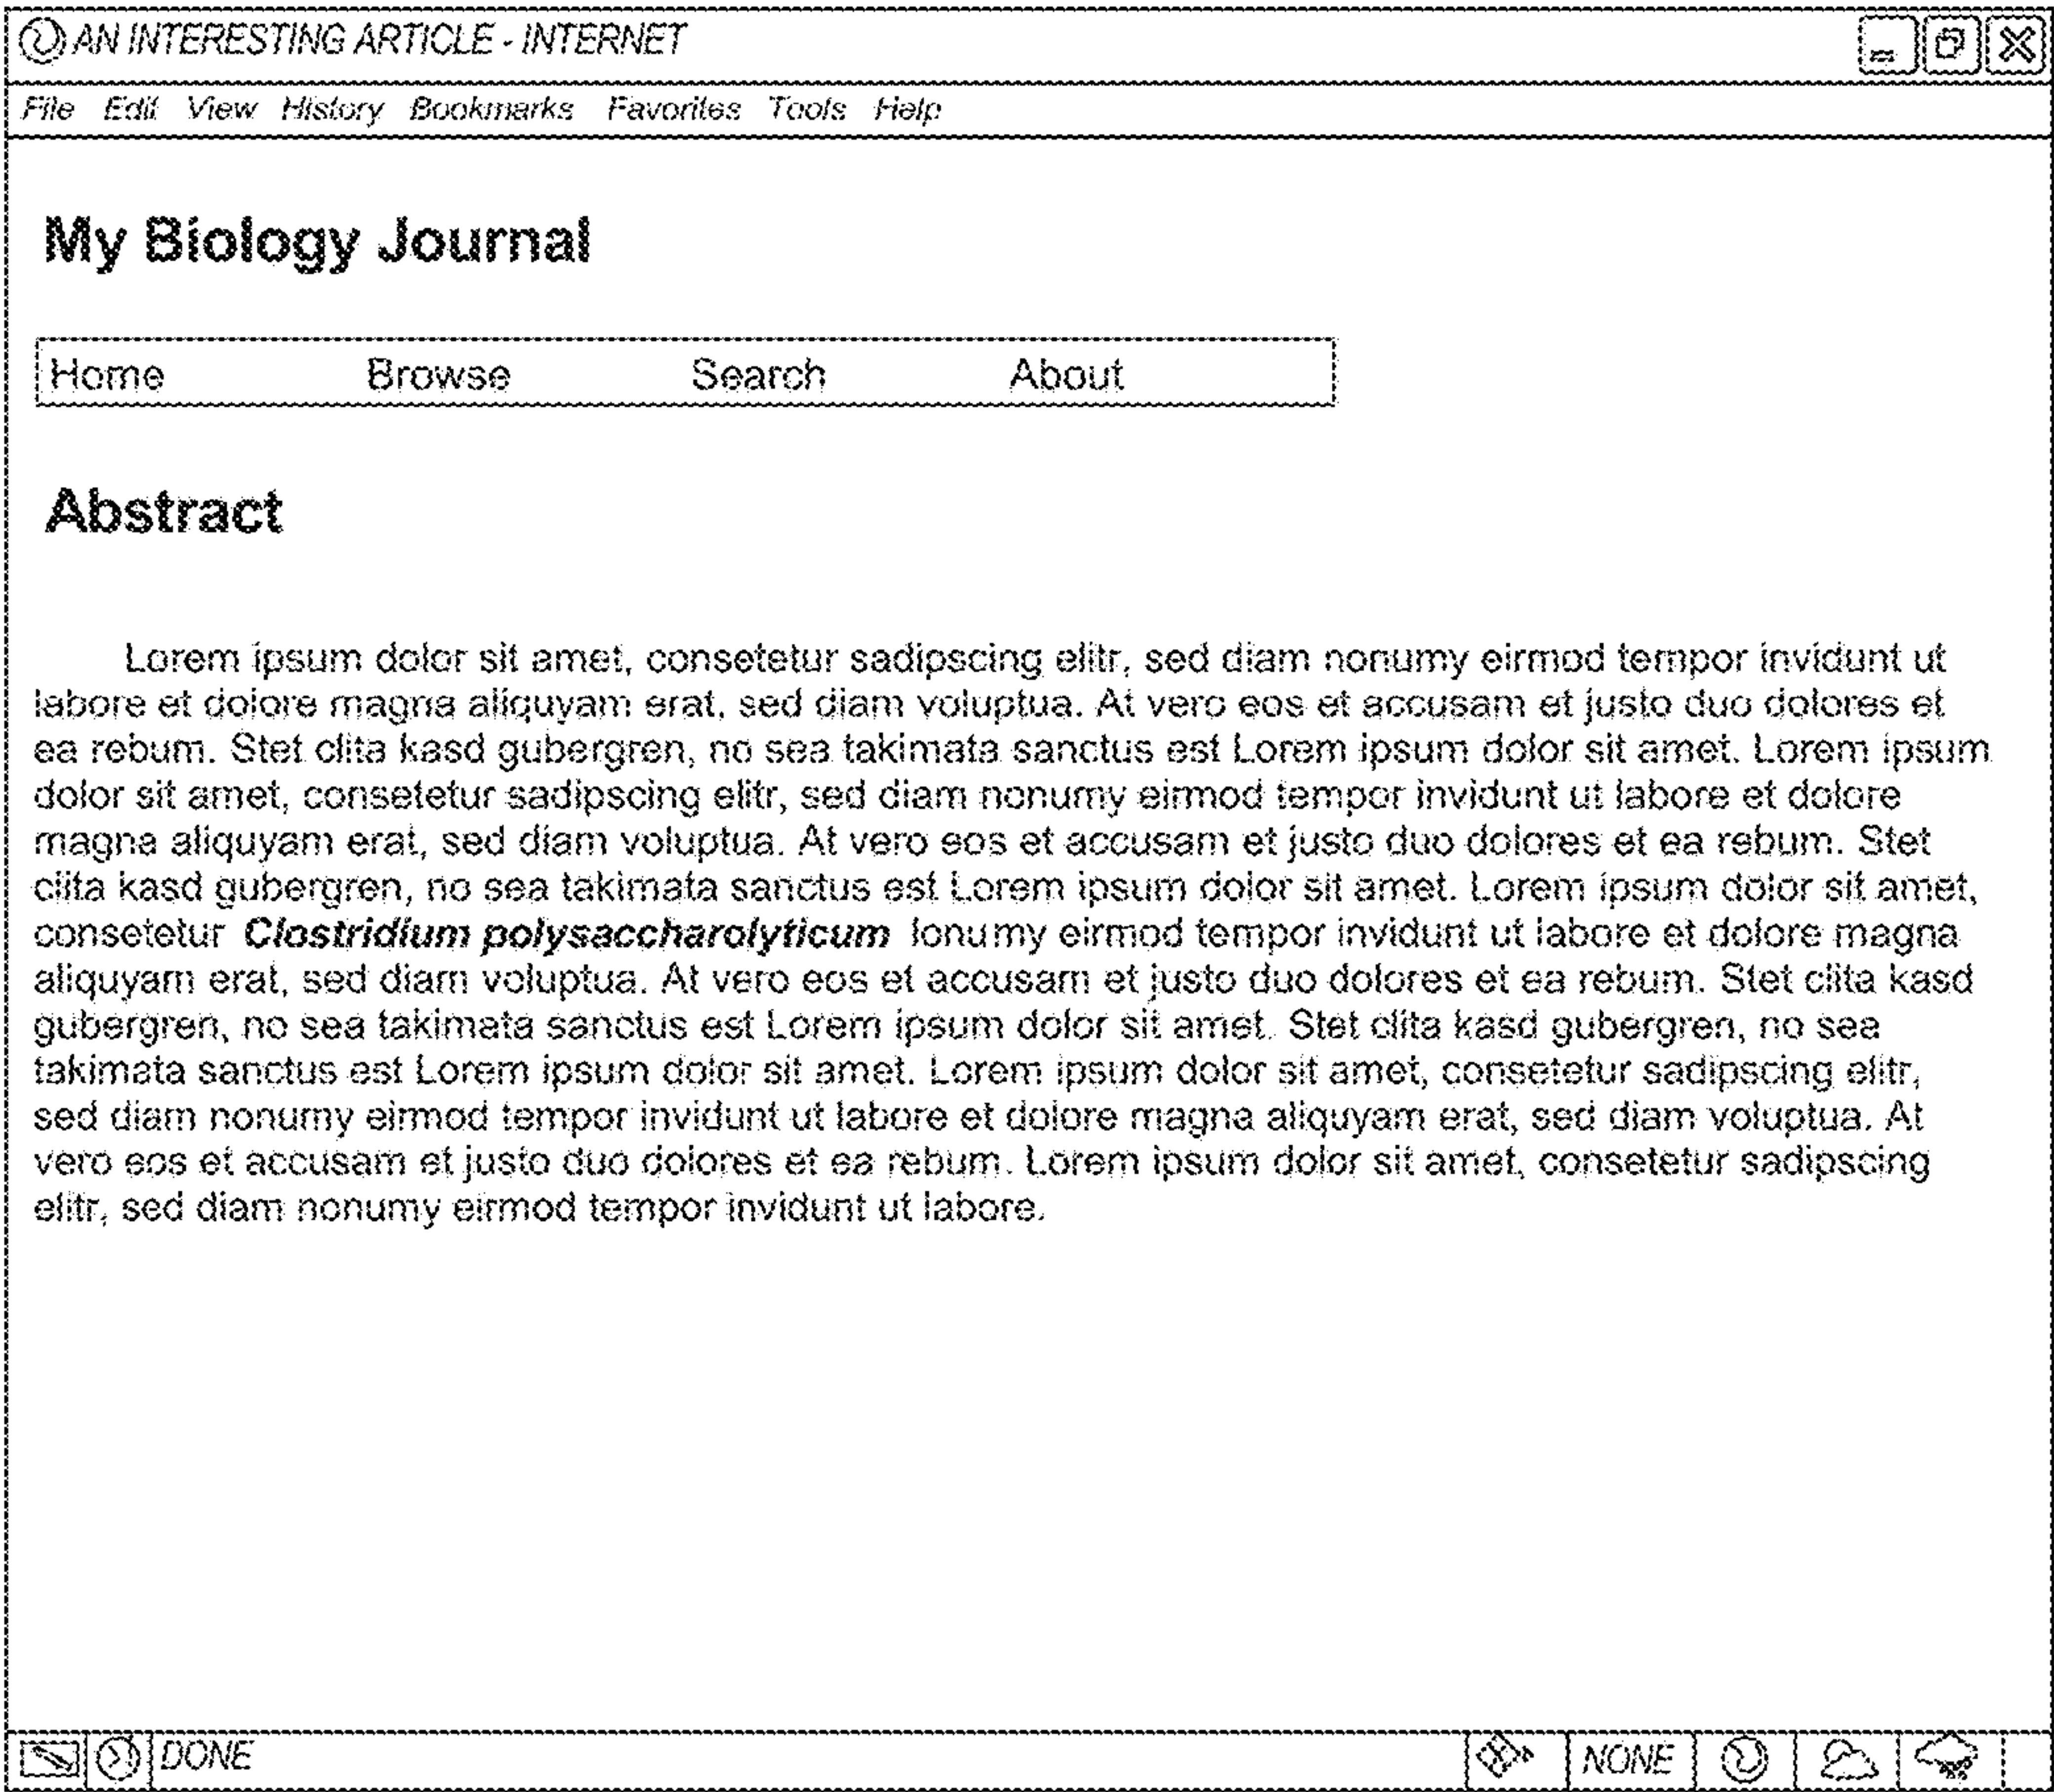 AN INTERESTING ARTICLE - INTERNET
File Edit View History Bookmarks Favorites Tools Help
My Biology Journal
Home Browse Search About
Abstract
Lorem ipsum dolor sit amet, consetetur sadipscing elitr, sed diam nonumy eirmod tempor invidunt ut
labore et dolore magna aliquyam erat, sed diam voluptua. At vero eos et accusam et justo duo dolores et
ea rebum. Stet clita kasd gubergren, no sea takimata sanctus est Lorem ipsum dolor sit amet. Lorem ipsum
dolor sit amet, consetetur sadipscing elitr, sed diam nonumy eirmod tempor invidunt ut labore et dolore
magna aliquyam erat, sed diam voluptua. At vero eos et accusam et justo duo dolores et ea rebum. Stet
clita kasd gubergren, no sea takimata sanctus est Lorem ipsum dolor sit amet. Lorem ipsum dolor sit amet,
consetetur Clostridium polysaccharolyticum Ionumy eirmod tempor invidunt ut labore et dolore magna
aliquyam erat, sed diam voluptua. At vero eos et accusam et justo duo dolores et ea rebum. Stet clita kasd
gubergren, no sea takimata sanctus est Lorem ipsum dolor sit amet. Stet clita kasd gubergren, no sea
takimata sanctus est Lorem ipsum dolor sit amet. Lorem ipsum dolor sit amet, consetetur sadipscing elitr,
sed diam nonumy eirmod tempor invidunt ut labore et dolore magna aliquyam erat, sed diam voluptua. At
vero eos et accusam et justo duo dolores et ea rebum. Lorem ipsum dolor sit amet, consetetur sadipscing
elitr, sed diam nonumy eirmod tempor invidunt ut labore.
DONE NONE